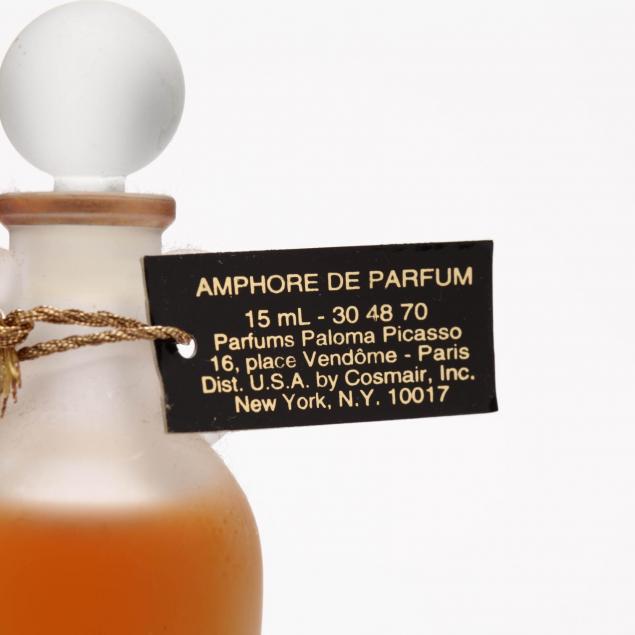 AMPHORE DE PARFUM
15 mL - 30 48 70
Parfums Paloma Picasso
16, place Vendôme - Paris
Dist. U.S.A. by Cosmair, Inc.
New York, N.Y. 10017